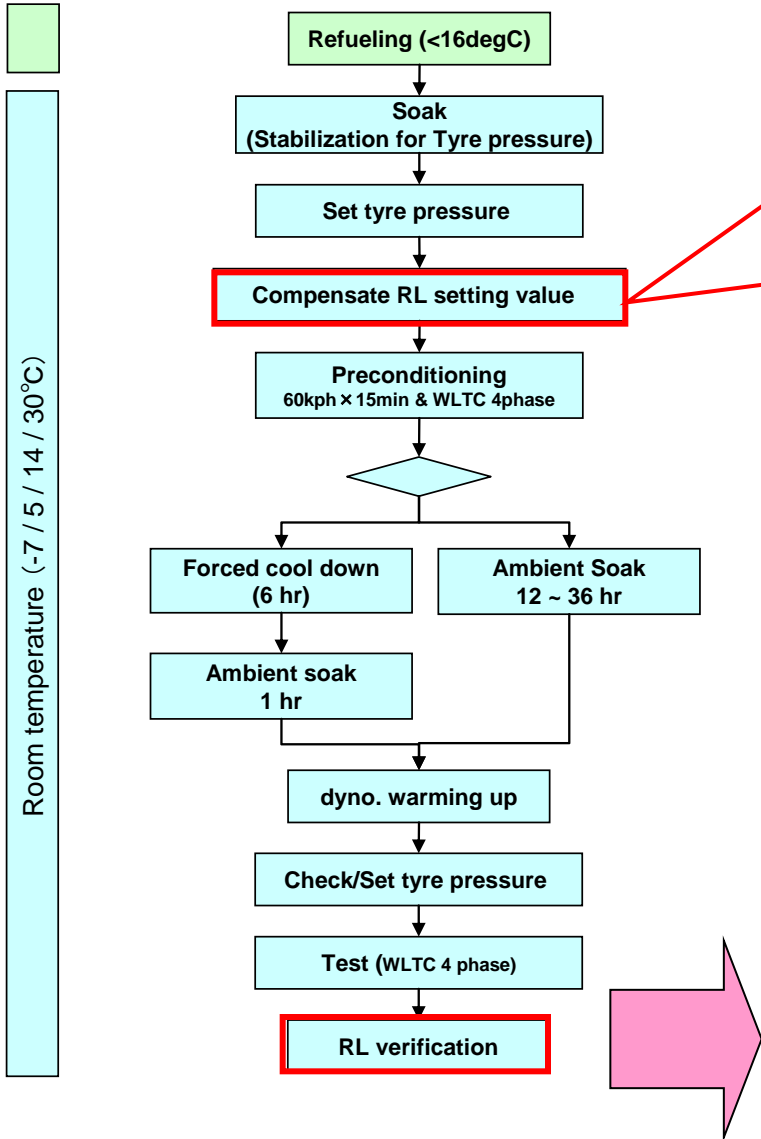 Refueling (<16degC)
Soak
(Stabilization for Tyre pressure)
Set tyre pressure
Compensate RL setting value
Preconditioning
60kph×15min & WLTC 4phase
Forced cool down
(6 hr)
Ambient Soak
12 ~ 36 hr
Ambient soak
1 hr
dyno. warming up
Check/Set tyre pressure
Test (WLTC 4 phase)
RL verification
Room temperature（-7 / 5 / 14 / 30℃）